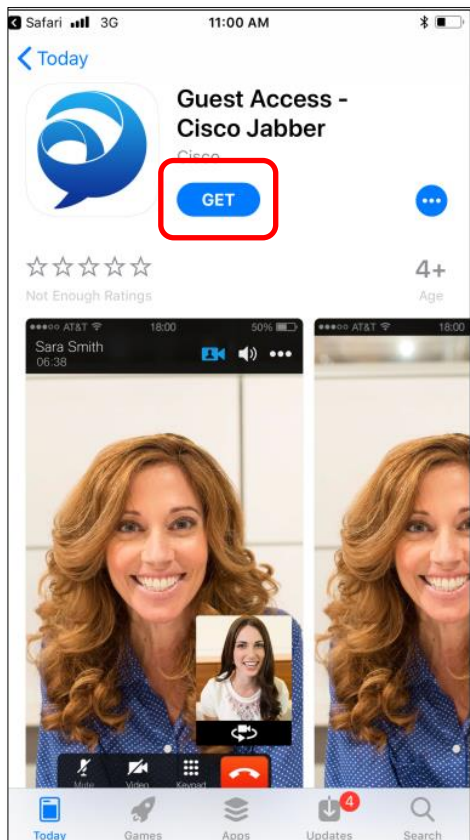 Safari 3G 11:00 AM
Today
Guest Access -
Cisco Jabber
Cisco
GET
4+
Not Enough Ratings Age
AT&T 18:00 50% AT&T 18:00
Sara Smith
06:38
Mute Video Keypad
4
Today Games Apps Updates Search